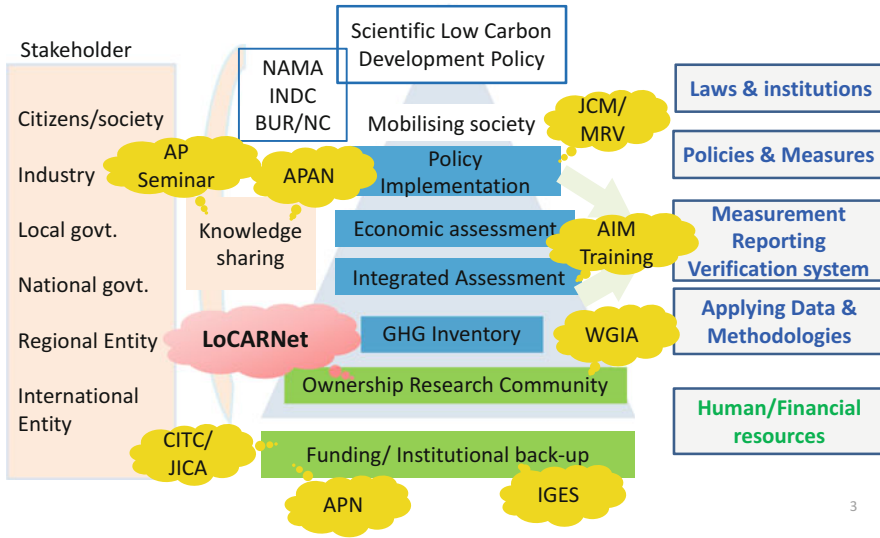 Scientific Low Carbon
Development Policy
Stakeholder
NAMA
INDC
BUR/NC
Laws & institutions
Citizens/society
Mobilising society
JCM/
MRV
AP
Seminar
APAN
Policy
Implementation
Policies & Measures
Industry
Local govt.
Knowledge
sharing
Economic assessment
AIM
Training
Measurement
Reporting
Verification system
National govt.
Integrated Assessment
Regional Entity
LoCARNet
GHG Inventory
WGIA
Applying Data &
Methodologies
International
Entity
Ownership Research Community
Human/Financial
resources
CITC/
JICA
Funding/ Institutional back-up
APN
IGES
3